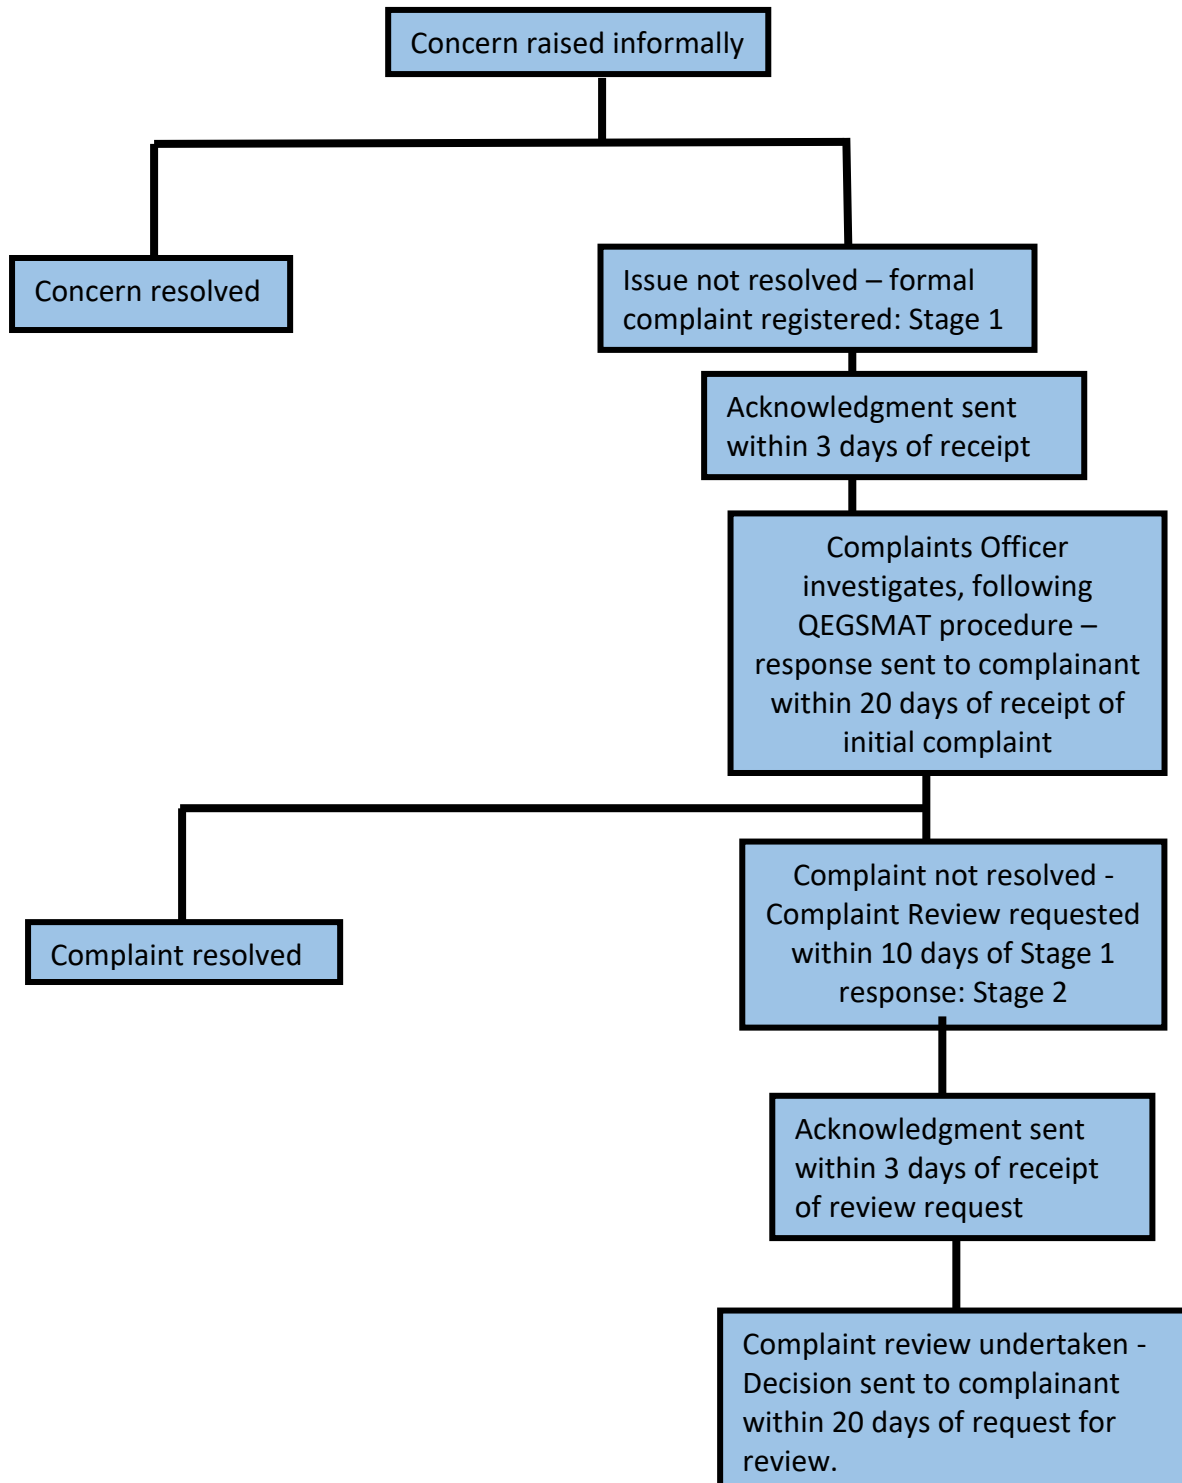 Concern raised informally
Concern resolved
Issue not resolved – formal
complaint registered: Stage 1
Acknowledgment sent
within 3 days of receipt
Complaints Officer
investigates, following
QEGSMAT procedure –
response sent to complainant
within 20 days of receipt of
initial complaint
Complaint resolved
Complaint not resolved -
Complaint Review requested
within 10 days of Stage 1
response: Stage 2
Acknowledgment sent
within 3 days of receipt
of review request
Complaint review undertaken -
Decision sent to complainant
within 20 days of request for
review.